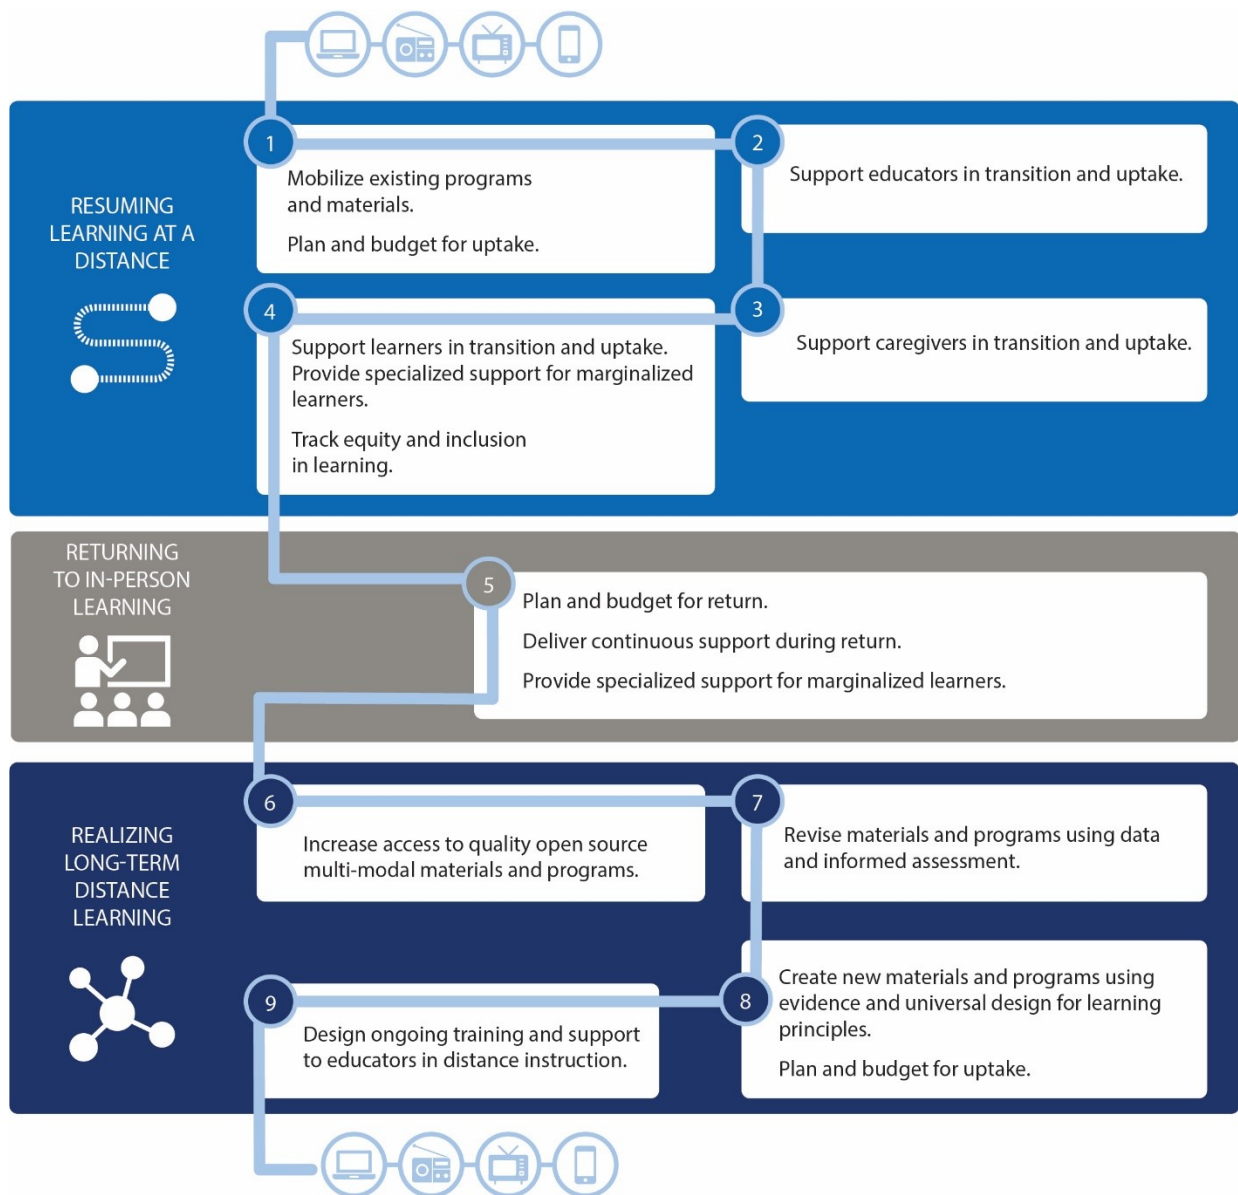 RESUMING
LEARNING AT A
DISTANCE
1
Mobilize existing programs
and materials.
Plan and budget for uptake.
2
Support educators in transition and uptake.
3
Support caregivers in transition and uptake.
4
Support learners in transition and uptake.
Provide specialized support for marginalized
learners.
Track equity and inclusion
in learning.
RETURNING
TO IN-PERSON
LEARNING
5
Plan and budget for return.
Deliver continuous support during return.
Provide specialized support for marginalized learners.
REALIZING
LONG-TERM
DISTANCE
LEARNING
6
Increase access to quality open source
multi-modal materials and programs.
7
Revise materials and programs using data
and informed assessment.
8
Create new materials and programs using
evidence and universal design for learning
principles.
Plan and budget for uptake.
9
Design ongoing training and support
to educators in distance instruction.